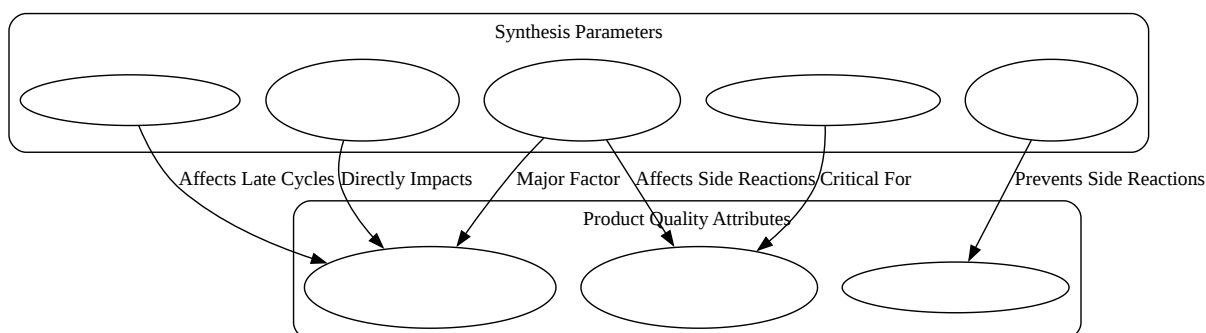 Synthesis Parameters
Affects Late Cycles
Directly Impacts
Major Factor
Affects Side Reactions
Critical For
Prevents Side Reactions
Product Quality Attributes